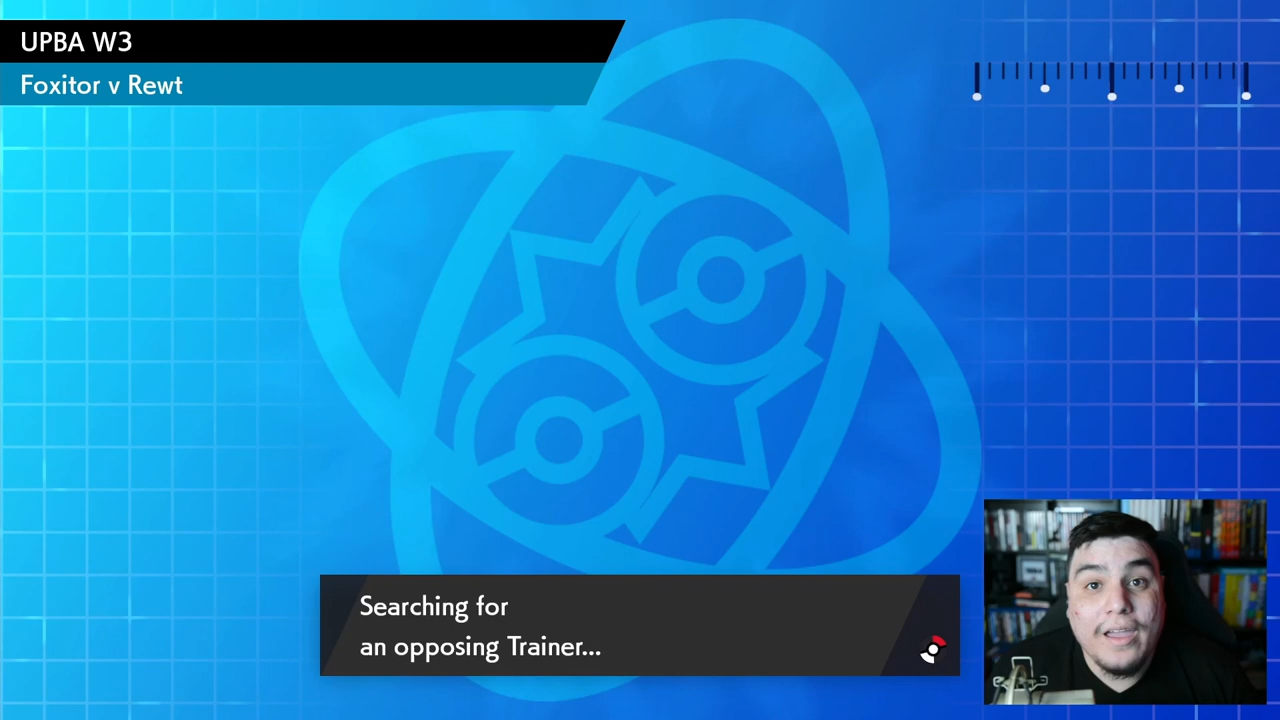 UPBA W3
Foxitor v Rewt
Searching for
an opposing Trainer...